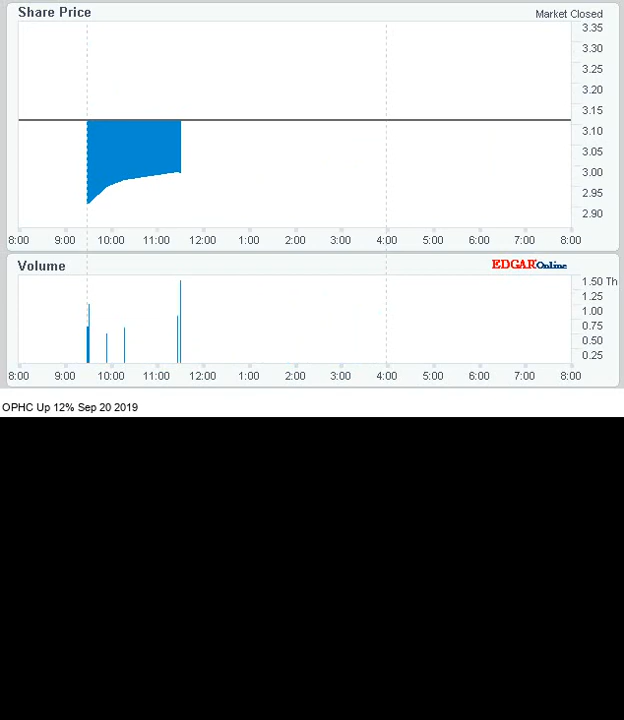 Share Price
Market Closed
3.35
3.30
3.25
3.20
3.15
3.10
3.05
3.00
2.95
2.90
8:00 9:00 10:00 11:00 12:00 1:00 2:00 3:00 4:00 5:00 6:00 7:00 8:00
Volume
EDGAR Online
1.50 Th
1.25
1.00
0.75
0.50
0.25
8:00 9:00 10:00 11:00 12:00 1:00 2:00 3:00 4:00 5:00 6:00 7:00 8:00
OPHC Up 12% Sep 20 2019